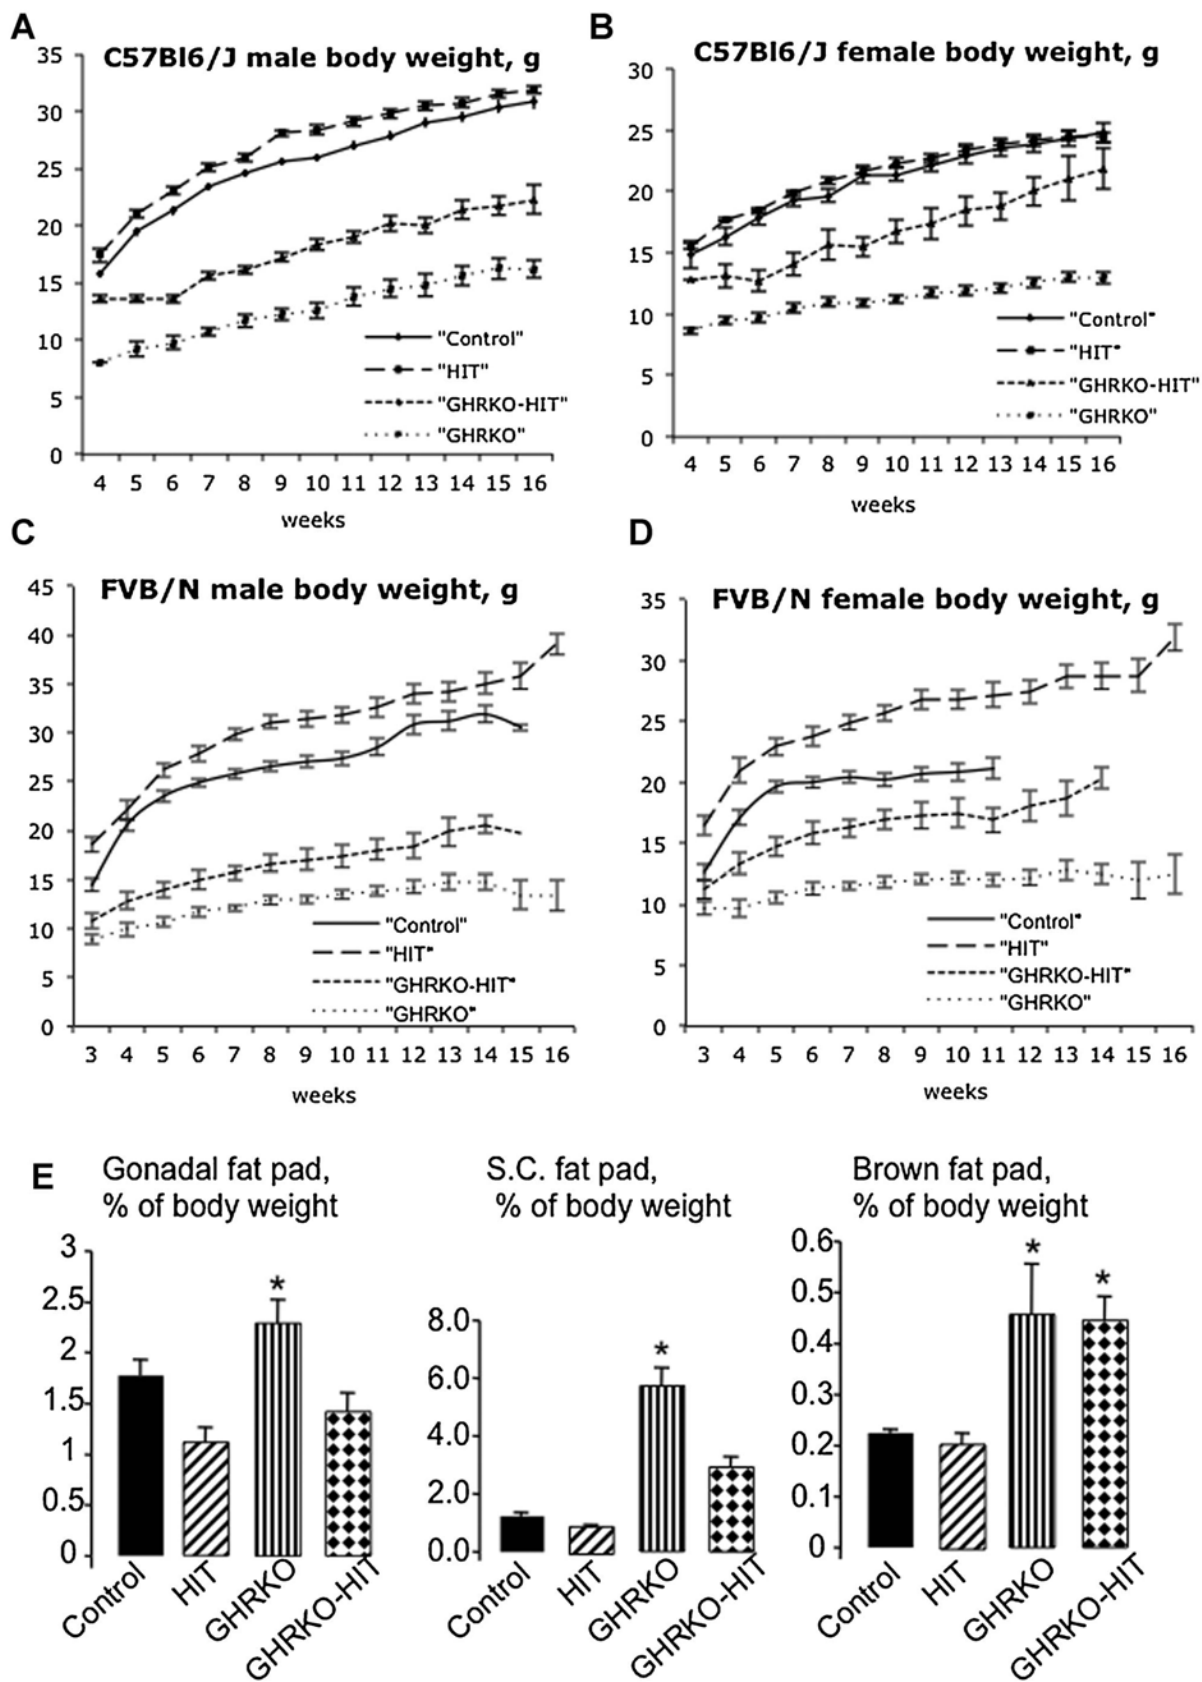 A
C57Bl6/J male body weight, g
35
30
25
20
15
10
5
0
4 5 6 7 8 9 10 11 12 13 14 15 16
weeks
"Control"
"HIT"
"GHRKO-HIT"
"GHRKO"
B
C57Bl6/J female body weight, g
30
25
20
15
10
5
0
4 5 6 7 8 9 10 11 12 13 14 15 16
weeks
"Control"
"HIT"
"GHRKO-HIT"
"GHRKO"
C
FVB/N male body weight, g
45
40
35
30
25
20
15
10
5
0
3 4 5 6 7 8 9 10 11 12 13 14 15 16
weeks
"Control"
"HIT"
"GHRKO-HIT"
"GHRKO"
D
FVB/N female body weight, g
35
30
25
20
15
10
5
0
3 4 5 6 7 8 9 10 11 12 13 14 15 16
weeks
"Control"
"HIT"
"GHRKO-HIT"
"GHRKO"
E
Gonadal fat pad,
% of body weight
3
2.5
2
1.5
1
0.5
0
*
Control
HIT
GHRKO
GHRKO-HIT
S.C. fat pad,
% of body weight
8.0
6.0
4.0
2.0
0.0
*
Control
HIT
GHRKO
GHRKO-HIT
Brown fat pad,
% of body weight
0.6
0.5
0.4
0.3
0.2
0.1
0
*
*
Control
HIT
GHRKO
GHRKO-HIT